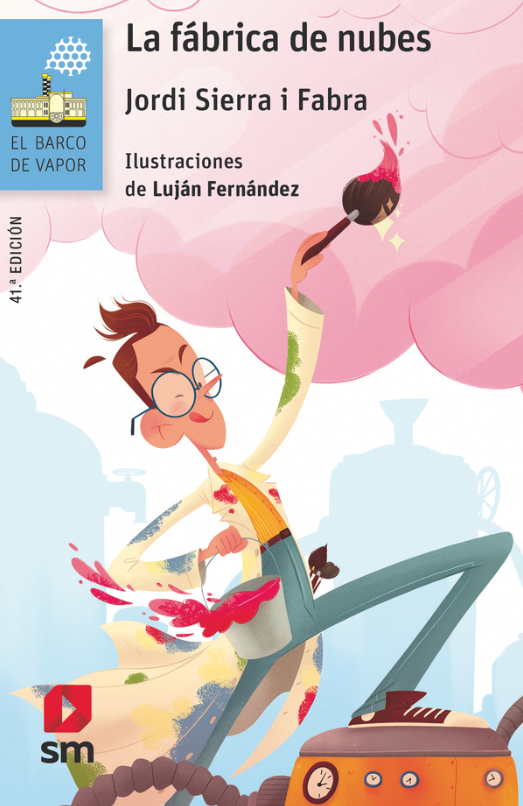 La fábrica de nubes
Jordi Sierra i Fabra
Ilustraciones
de Luján Fernández
EL BARCO
DE VAPOR
41.ª EDICIÓN
sm